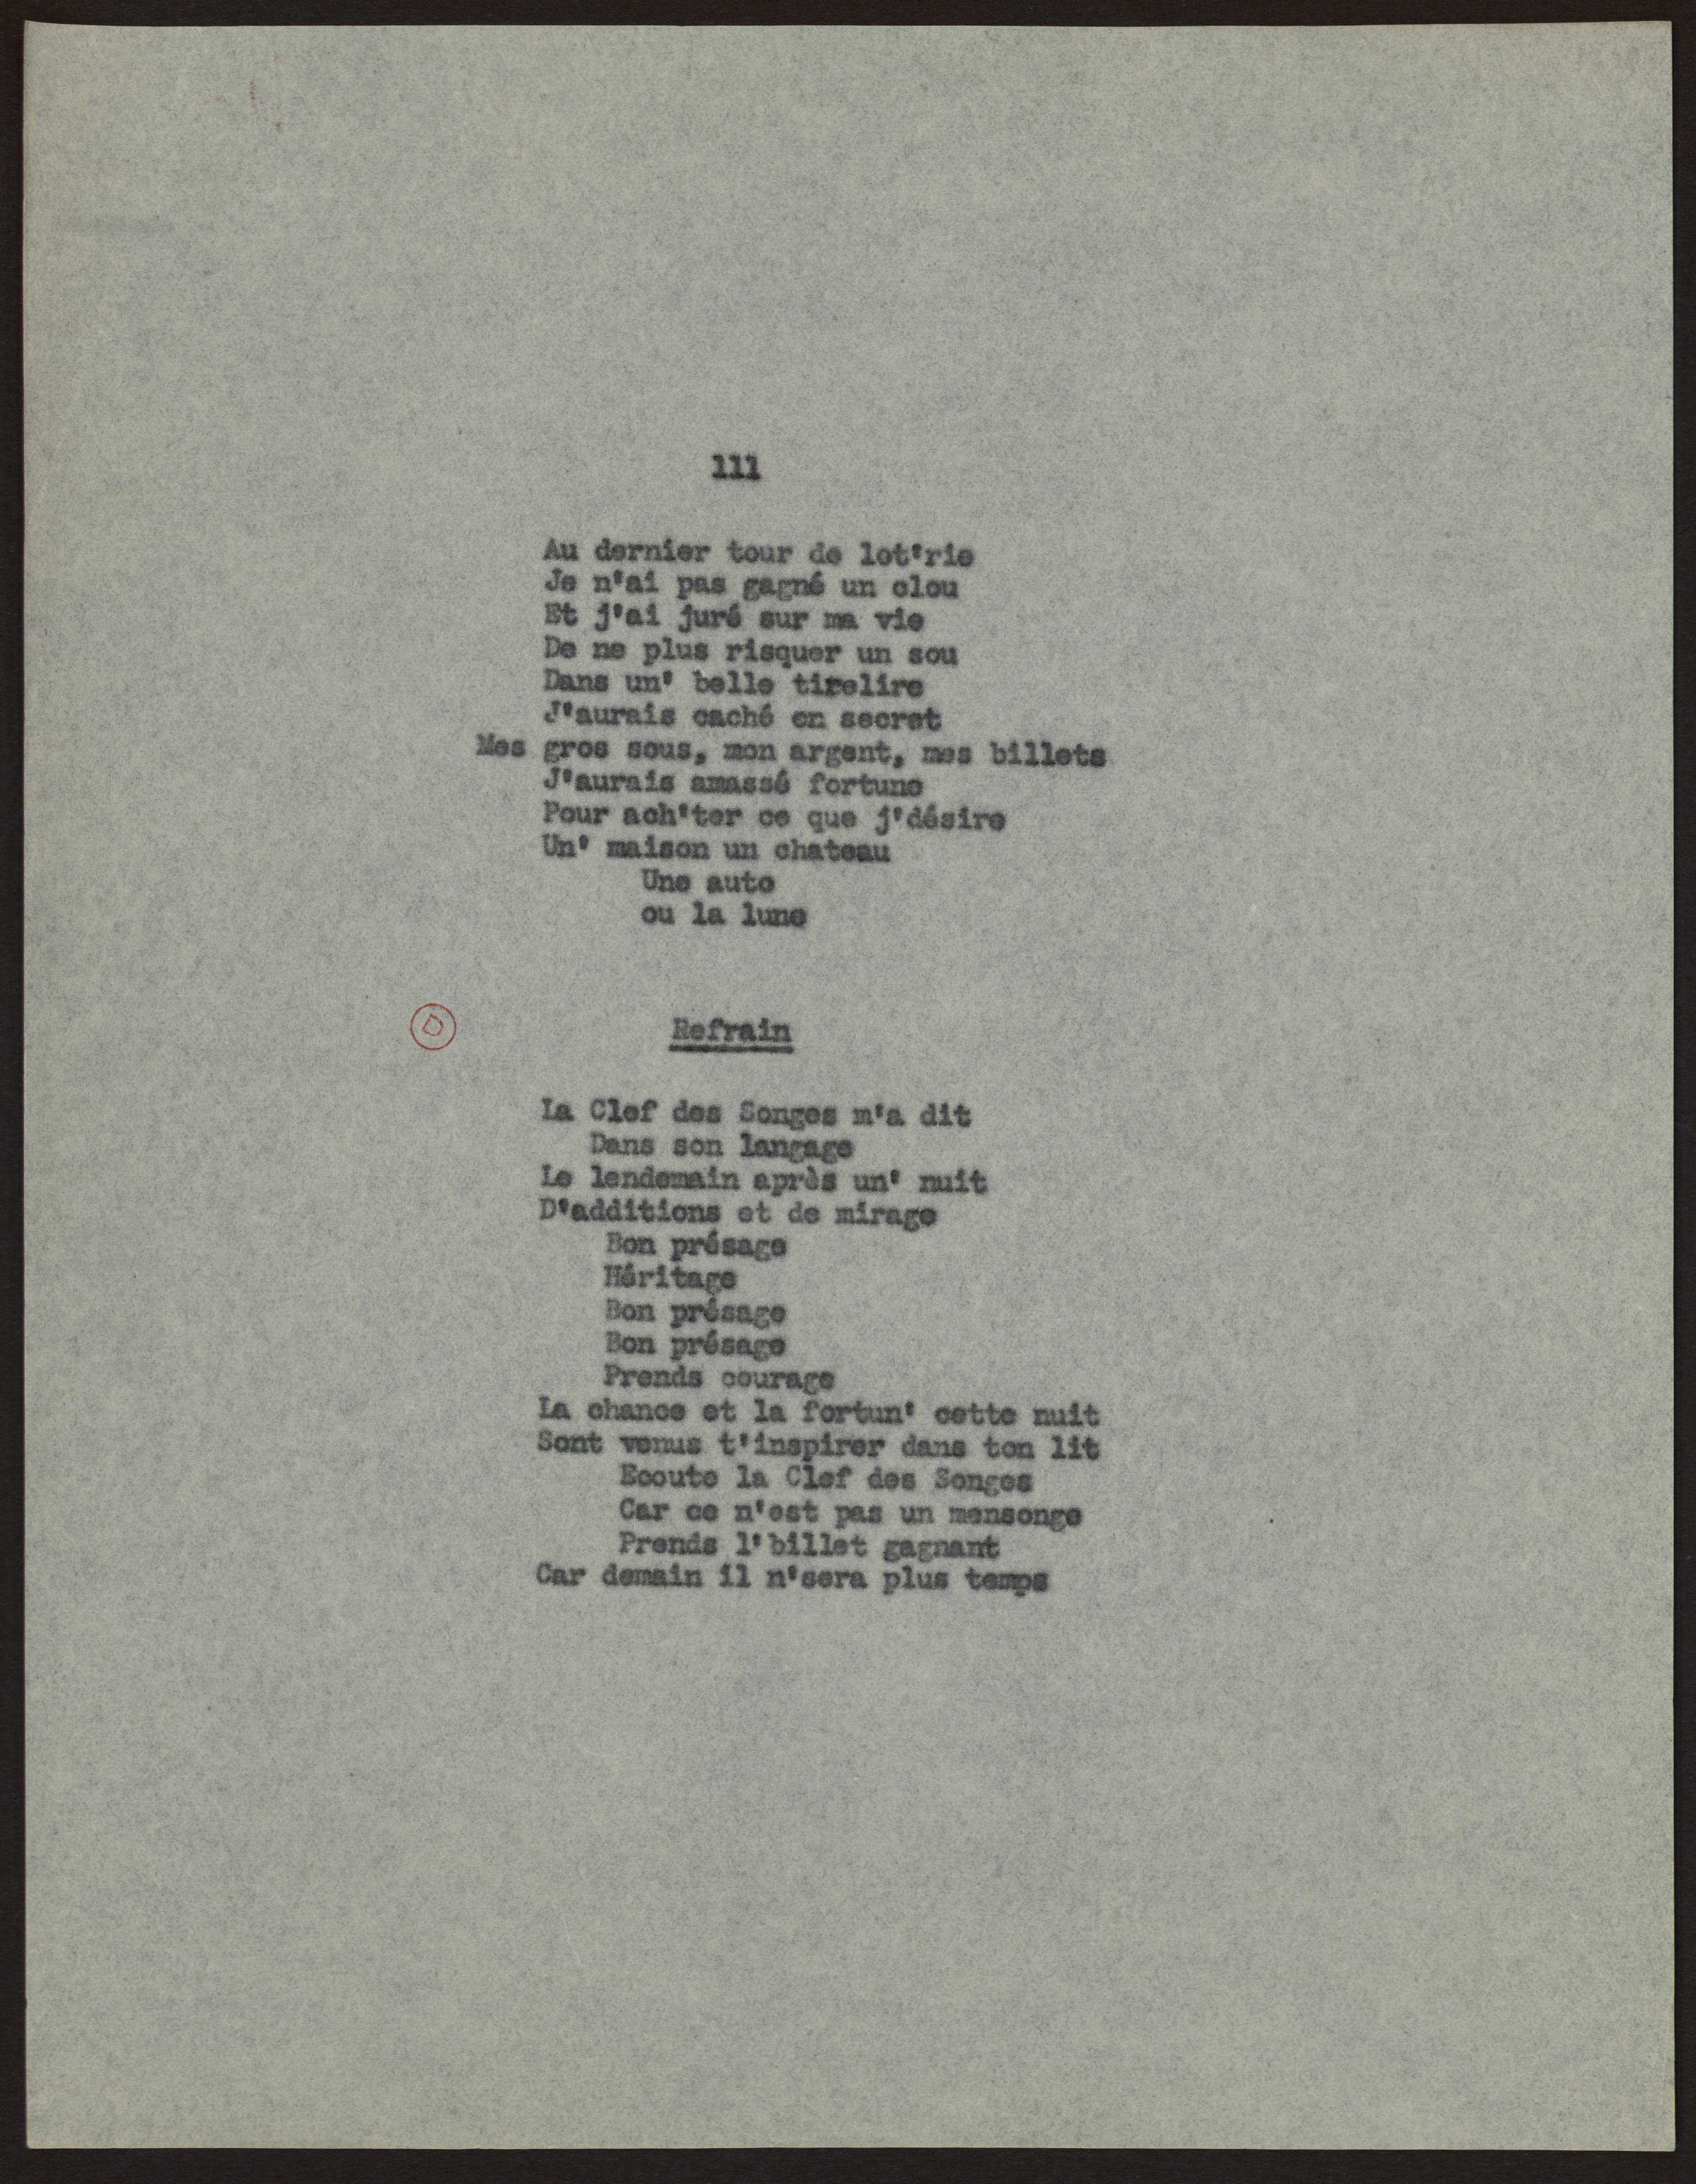 111
Au dernier tour de lot'rie
Je n'ai pas gagné un clou
Et j'ai juré sur ma vie
De ne plus risquer un sou
Dans un' belle tirelire
J'aurais caché en secret
Mes gros sous, mon argent, mes billets
J'aurais amassé fortune
Pour ach'ter ce que j'désire
Un' maison un chateau
Une auto
ou la lune
D
Refrain
La Clef des Songes m'a dit
Dans son langage
Le lendemain après un' nuit
D'additions et de mirage
Bon présage
Héritage
Bon présage
Bon présage
Prends courage
La chance et la fortun' cette nuit
Sont venus t'inspirer dans ton lit
Ecoute la Clef des Songes
Car ce n'est pas un mensonge
Prends l'billet gagnant
Car demain il n'sera plus temps